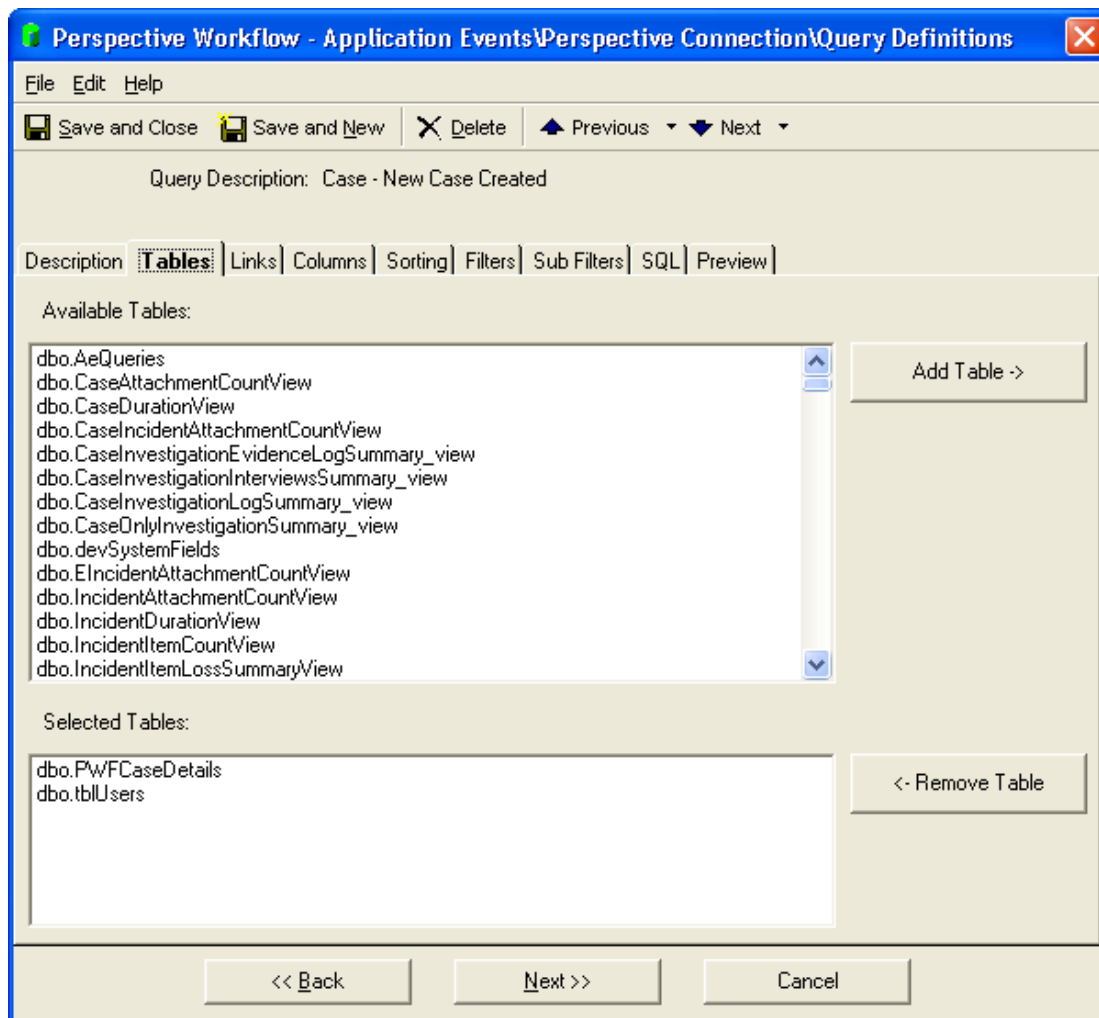 Perspective Workflow - Application Events\Perspective Connection\Query Definitions
File Edit Help
Save and Close Save and New Delete Previous Next
Query Description: Case - New Case Created
Description Tables Links Columns Sorting Filters Sub Filters SQL Preview
Available Tables:
dbo.AeQueries
dbo.CaseAttachmentCountView
dbo.CaseDurationView
dbo.CaseIncidentAttachmentCountView
dbo.CaseInvestigationEvidenceLogSummary_view
dbo.CaseInvestigationInterviewsSummary_view
dbo.CaseInvestigationLogSummary_view
dbo.CaseOnlyInvestigationSummary_view
dbo.devSystemFields
dbo.EIncidentAttachmentCountView
dbo.IncidentAttachmentCountView
dbo.IncidentDurationView
dbo.IncidentItemCountView
dbo.IncidentItemLossSummaryView
Add Table ->
Selected Tables:
dbo.PWFCaseDetails
dbo.tblUsers
<- Remove Table
<< Back Next >> Cancel